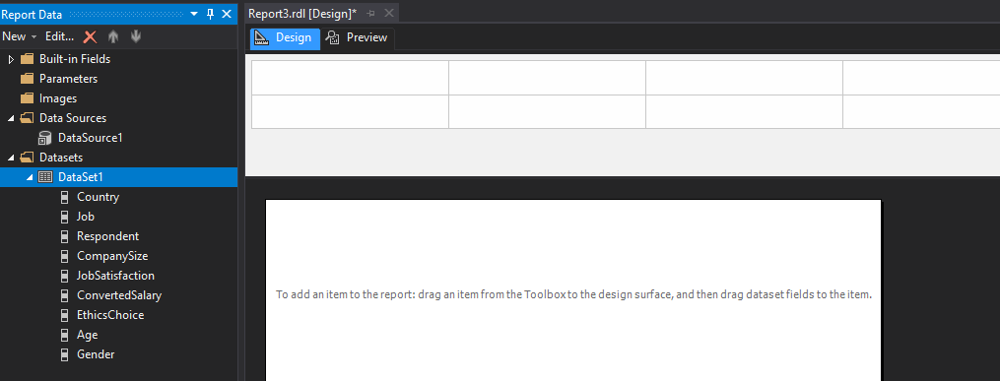 Report Data
New Edit...
Built-in Fields
Parameters
Images
Data Sources
DataSource1
Datasets
DataSet1
Country
Job
Respondent
CompanySize
JobSatisfaction
ConvertedSalary
EthicsChoice
Age
Gender
Report3.rdl [Design]*
Design Preview
To add an item to the report: drag an item from the Toolbox to the design surface, and then drag dataset fields to the item.